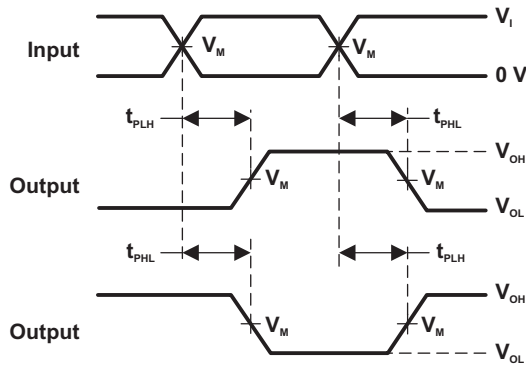 V_I
Input V_M V_M
0 V
t_PLH t_PHL
V_OH
Output V_M V_M
V_OL
t_PHL t_PLH
V_OH
V_M V_M
Output V_OL